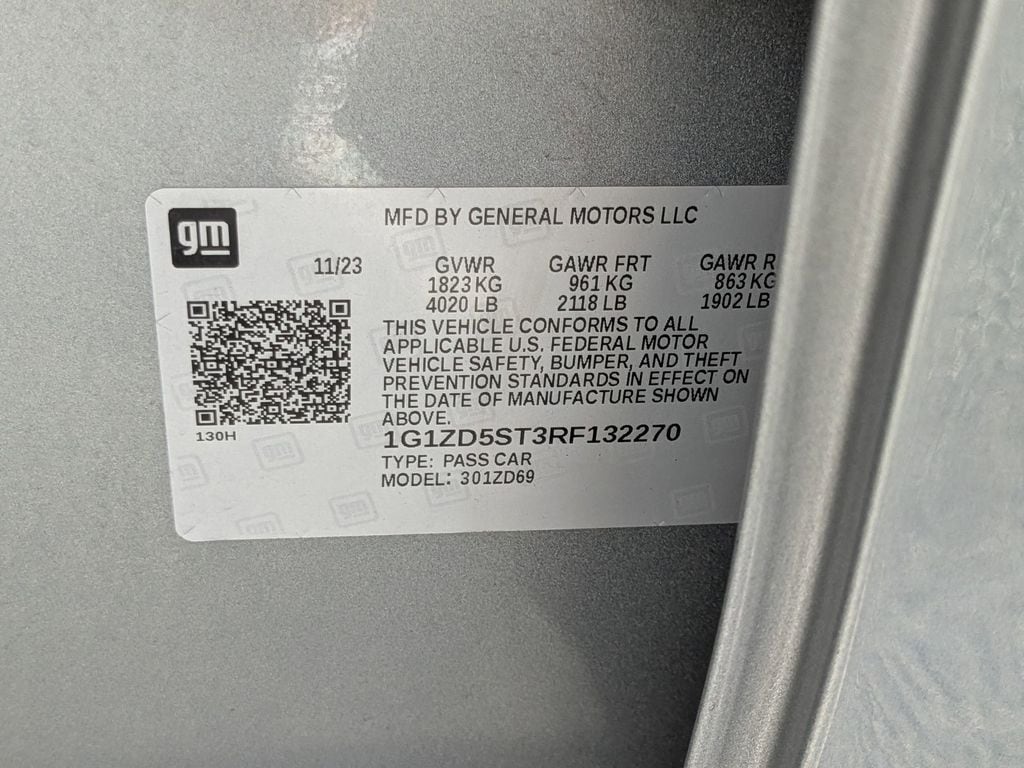 gm
MFD BY GENERAL MOTORS LLC
11/23 GVWR GAWR FRT GAWR R
1823 KG 961 KG 863 KG
4020 LB 2118 LB 1902 LB
THIS VEHICLE CONFORMS TO ALL
APPLICABLE U.S. FEDERAL MOTOR
VEHICLE SAFETY, BUMPER, AND THEFT
PREVENTION STANDARDS IN EFFECT ON
THE DATE OF MANUFACTURE SHOWN
ABOVE.
130H
1G1ZD5ST3RF132270
TYPE: PASS CAR
MODEL: 301ZD69